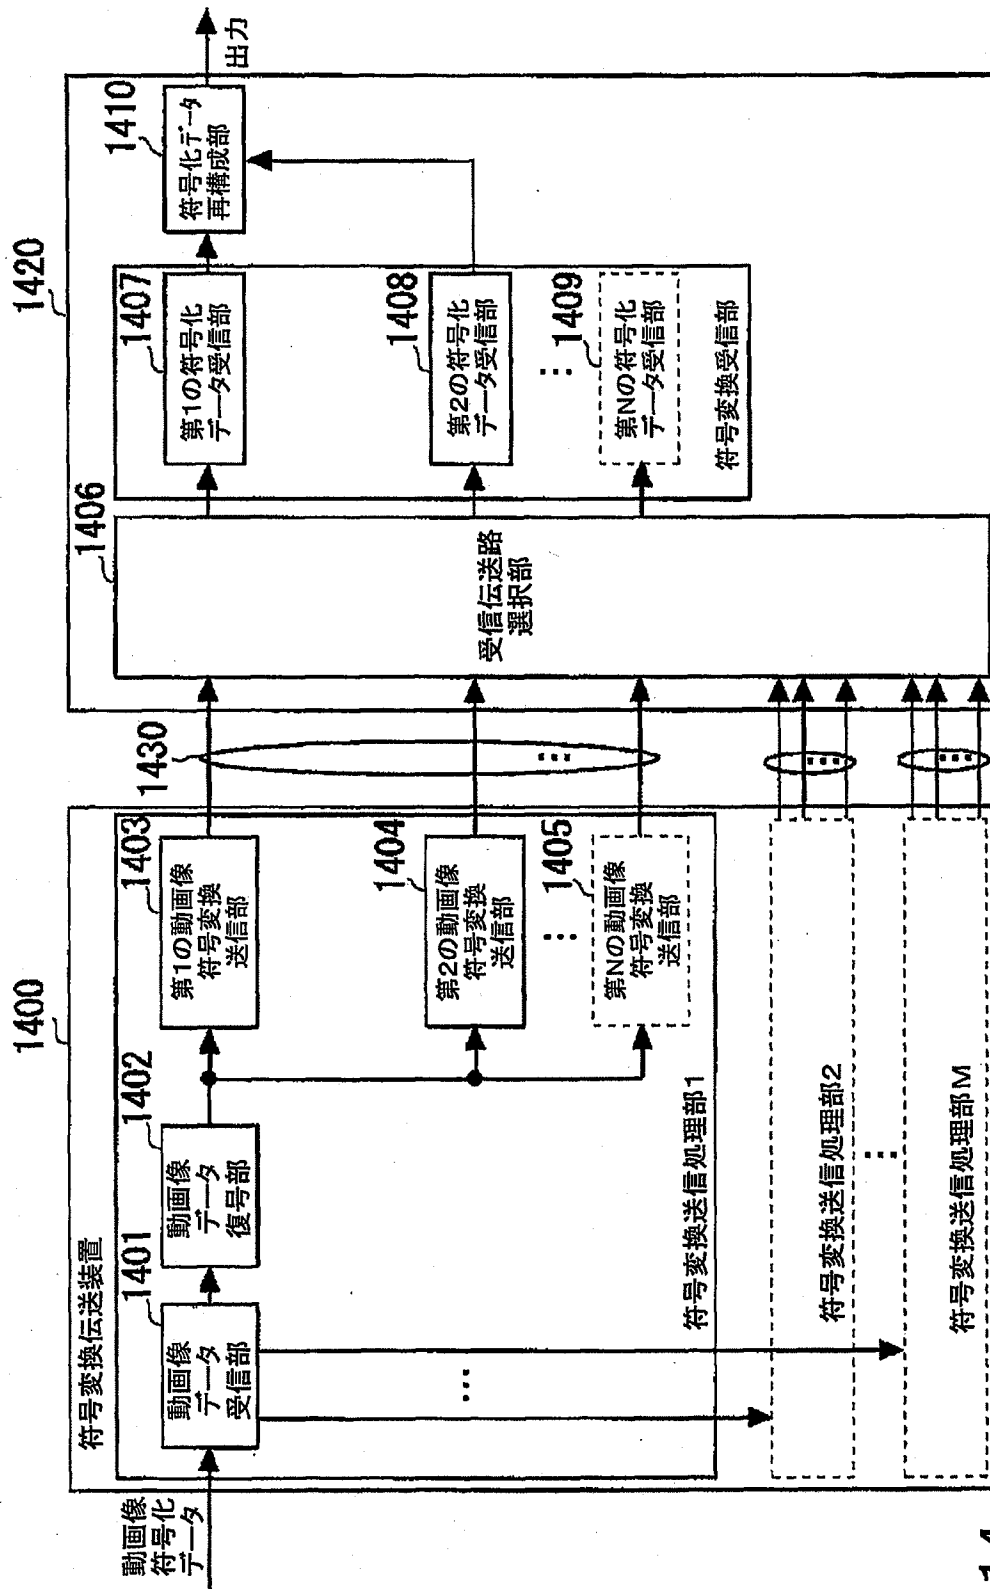 動画像
符号化
データ
符号変換伝送装置
1400
1401
動画像
データ
受信部
1402
動画像
データ
復号部
1403
第1の動画像
符号変換
送信部
1404
第2の動画像
符号変換
送信部
1405
第Nの動画像
符号変換
送信部
符号変換送信処理部1
符号変換送信処理部2
符号変換送信処理部M
1430
1420
1406
受信伝送路
選択部
1407
第1の符号化
データ受信部
1408
第2の符号化
データ受信部
1409
第Nの符号化
データ受信部
符号変換受信部
1410
符号化データ
再構成部
出力